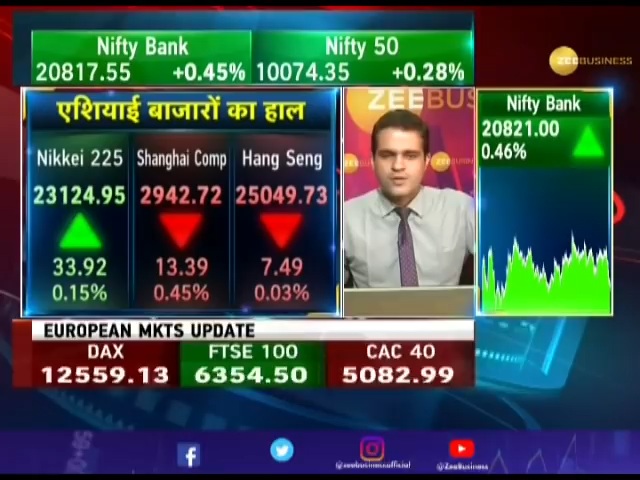 Nifty Bank
20817.55 +0.45%
Nifty 50
10074.35 +0.28%
ZEEBUSINESS
एशियाई बाजारों का हाल
Nikkei 225
23124.95
33.92
0.15%
Shanghai Comp
2942.72
13.39
0.45%
Hang Seng
25049.73
7.49
0.03%
ZEEBUS
Nifty Bank
20821.00
0.46%
EUROPEAN MKTS UPDATE
DAX
12559.13
FTSE 100
6354.50
CAC 40
5082.99
@zeebusinessofficial
@ZeeBusiness